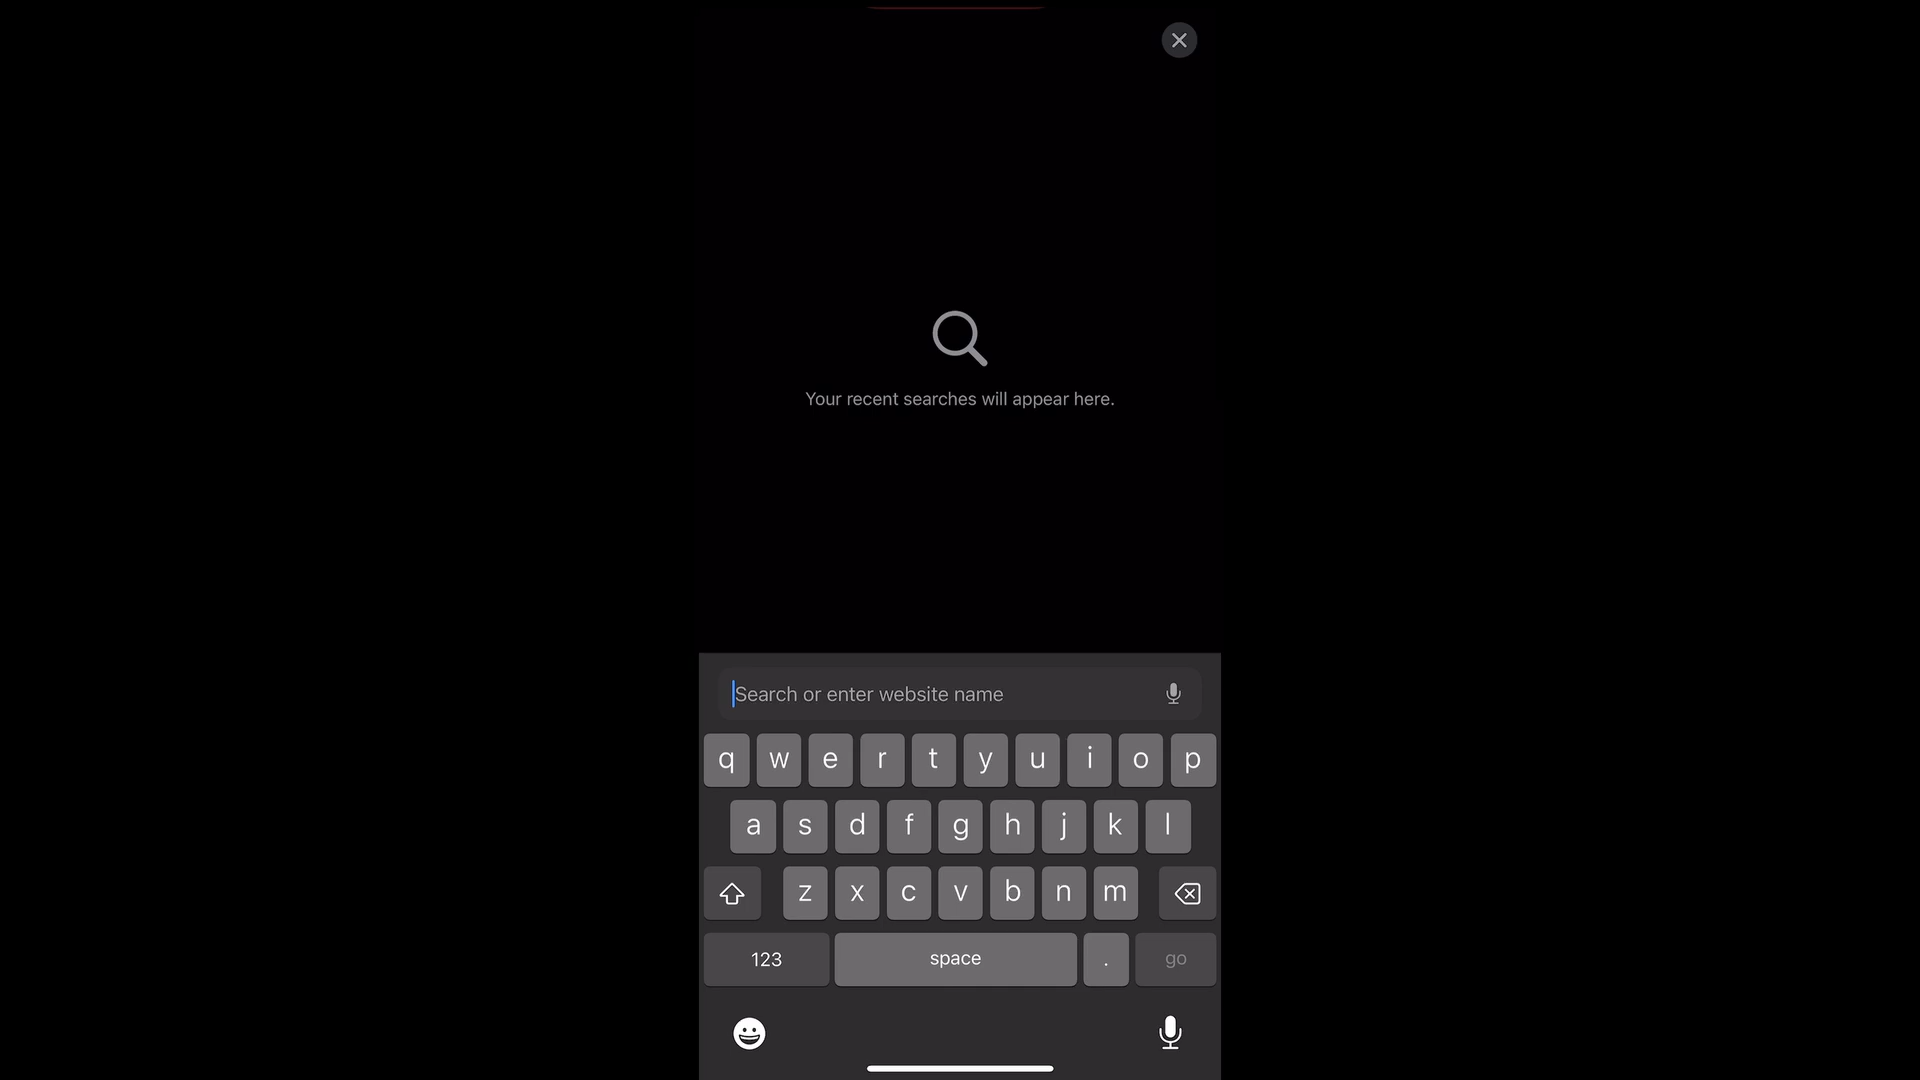 Your recent searches will appear here.
Search or enter website name
q w e r t y u i o p
a s d f g h j k l
z x c v b n m
123 space . go